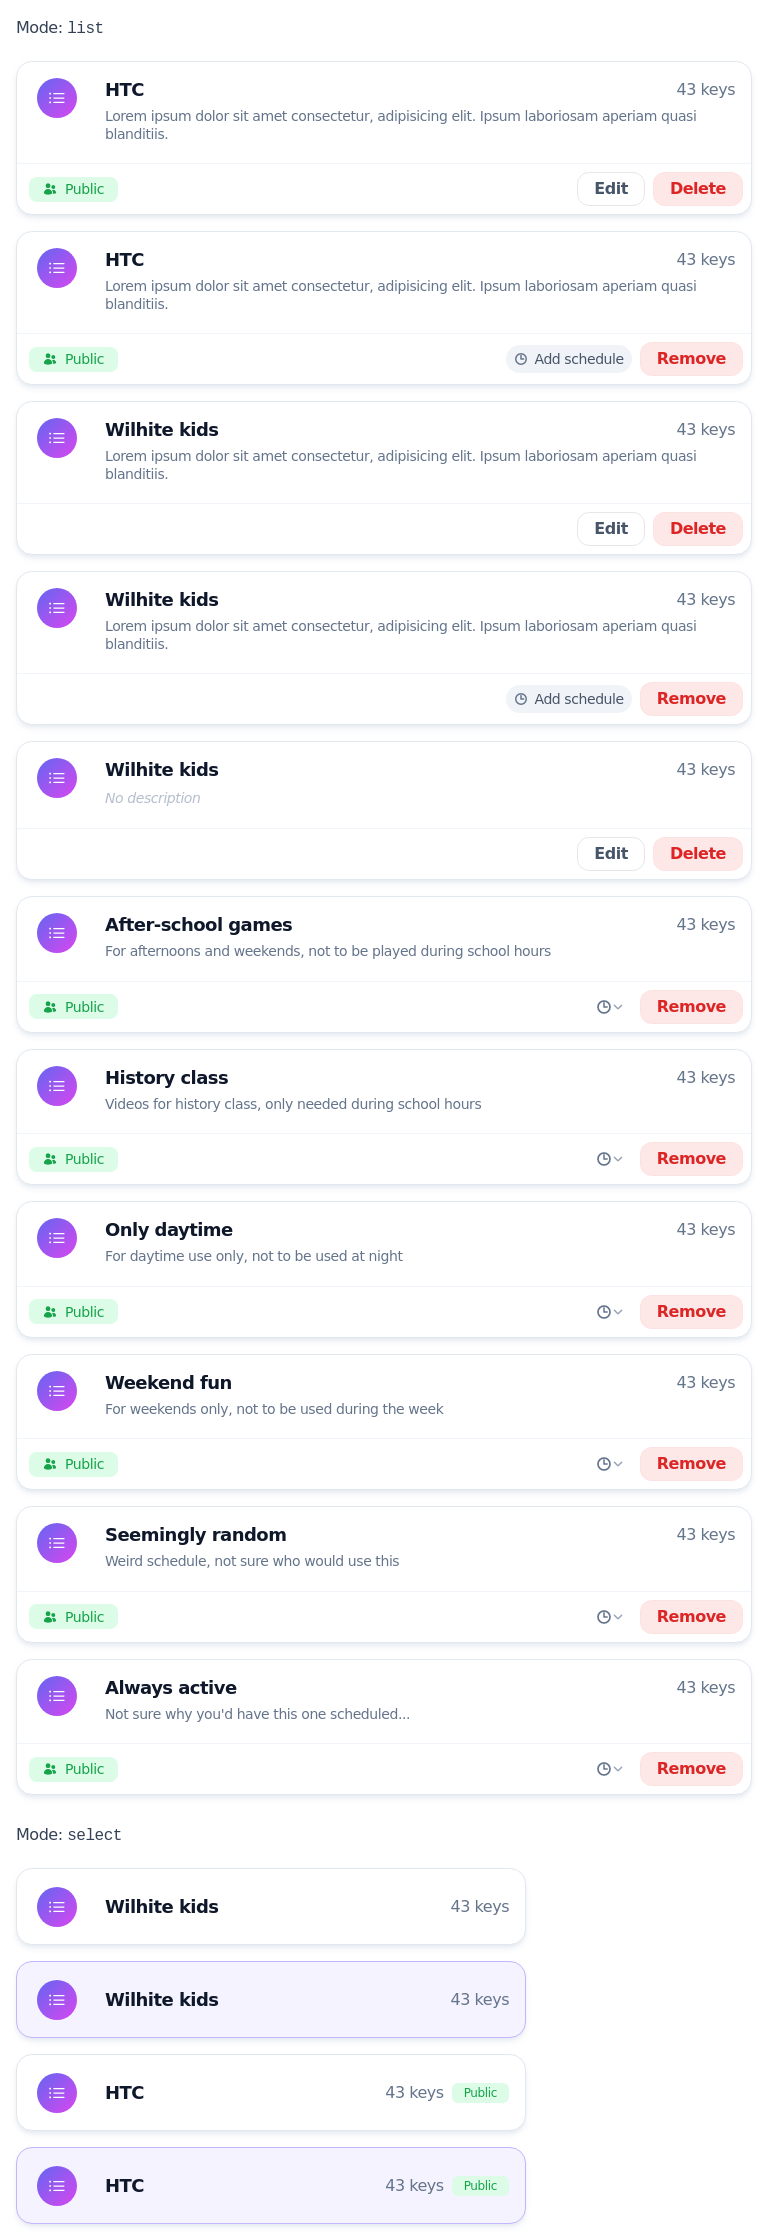 Mode: list
HTC 43 keys
Lorem ipsum dolor sit amet consectetur, adipisicing elit. Ipsum laboriosam aperiam quasi
blanditiis.
Public Edit Delete
HTC 43 keys
Lorem ipsum dolor sit amet consectetur, adipisicing elit. Ipsum laboriosam aperiam quasi
blanditiis.
Public Add schedule Remove
Wilhite kids 43 keys
Lorem ipsum dolor sit amet consectetur, adipisicing elit. Ipsum laboriosam aperiam quasi
blanditiis.
Edit Delete
Wilhite kids 43 keys
Lorem ipsum dolor sit amet consectetur, adipisicing elit. Ipsum laboriosam aperiam quasi
blanditiis.
Add schedule Remove
Wilhite kids 43 keys
No description
Edit Delete
After-school games 43 keys
For afternoons and weekends, not to be played during school hours
Public Remove
History class 43 keys
Videos for history class, only needed during school hours
Public Remove
Only daytime 43 keys
For daytime use only, not to be used at night
Public Remove
Weekend fun 43 keys
For weekends only, not to be used during the week
Public Remove
Seemingly random 43 keys
Weird schedule, not sure who would use this
Public Remove
Always active 43 keys
Not sure why you'd have this one scheduled...
Public Remove
Mode: select
Wilhite kids 43 keys
Wilhite kids 43 keys
HTC 43 keys Public
HTC 43 keys Public